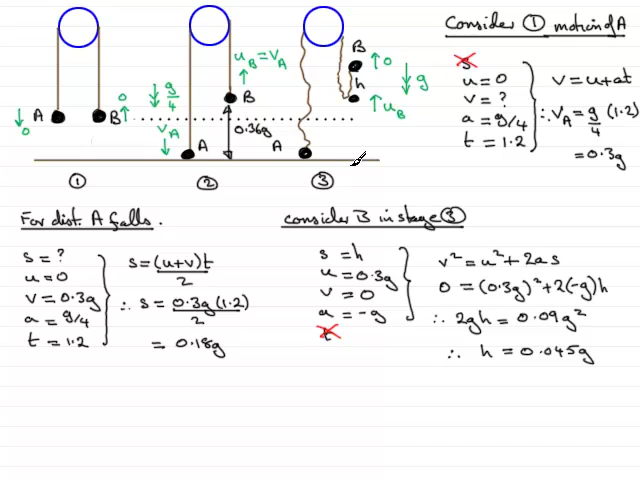 Consider ① motion of A
s
u = 0
v = ?
a = g/4
t = 1.2
v = u + at
∴ v_A = g/4 (1.2)
= 0.3g
A
B
0
0
①
g/4
u_B = v_A
B
0.36g
v_A
A
②
B
0
h
g
u_B
A
③
For dist. A falls.
s = ?
u = 0
v = 0.3g
a = g/4
t = 1.2
s = (u+v)t/2
∴ s = 0.3g(1.2)/2
= 0.18g
Consider B in stage ③
s = h
u = 0.3g
v = 0
a = -g
t
v² = u² + 2as
0 = (0.3g)² + 2(-g)h
∴ 2gh = 0.09g²
∴ h = 0.045g